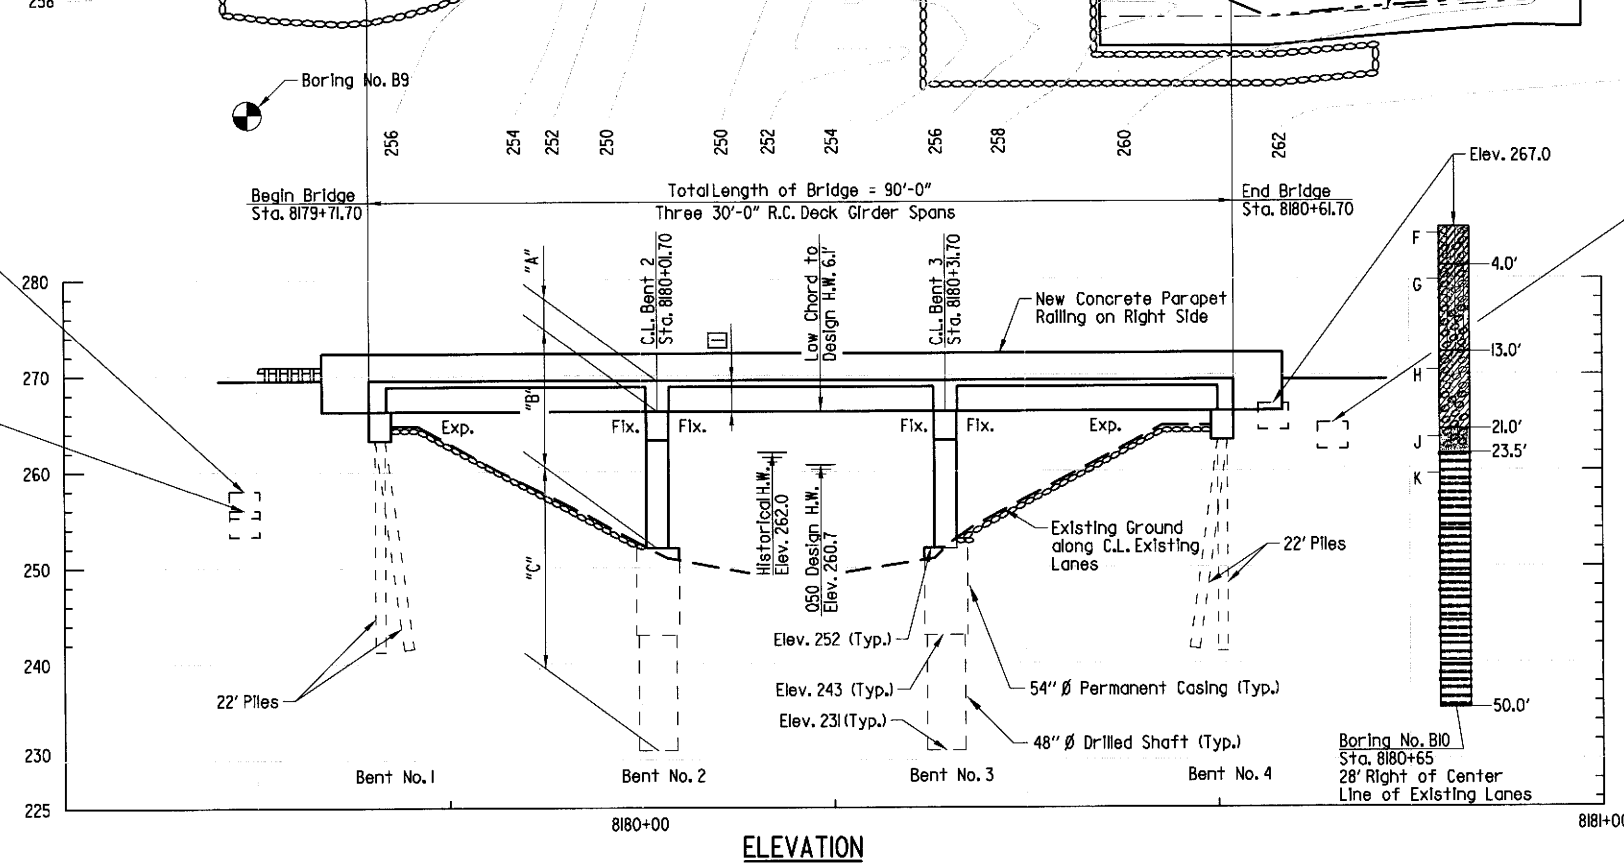 258
Boring No. B9
256
254
252
250
250
252
254
256
258
260
262
Elev. 267.0
Begin Bridge
Sta. 8179+71.70
Total Length of Bridge = 90'-0"
Three 30'-0" R.C. Deck Girder Spans
End Bridge
Sta. 8180+61.70
"A"
"B"
"C"
C.L. Bent 2
Sta. 8180+01.70
1
Low Chord to
Design H.W. 6.1'
C.L. Bent 3
Sta. 8180+31.70
New Concrete Parapet
Railing on Right Side
F
4.0'
G
13.0'
H
21.0'
J
23.5'
K
50.0'
280
270
260
250
240
230
225
Exp.
Fix.
Fix.
Fix.
Fix.
Exp.
Historical H.W.
Elev. 262.0
Q50 Design H.W.
Elev. 260.7
Existing Ground
along C.L. Existing
Lanes
22' Piles
22' Piles
Elev. 252 (Typ.)
Elev. 243 (Typ.)
Elev. 231 (Typ.)
54" Ø Permanent Casing (Typ.)
48" Ø Drilled Shaft (Typ.)
Boring No. B10
Sta. 8180+65
28' Right of Center
Line of Existing Lanes
Bent No. 1
Bent No. 2
Bent No. 3
Bent No. 4
8180+00
8181+00
ELEVATION